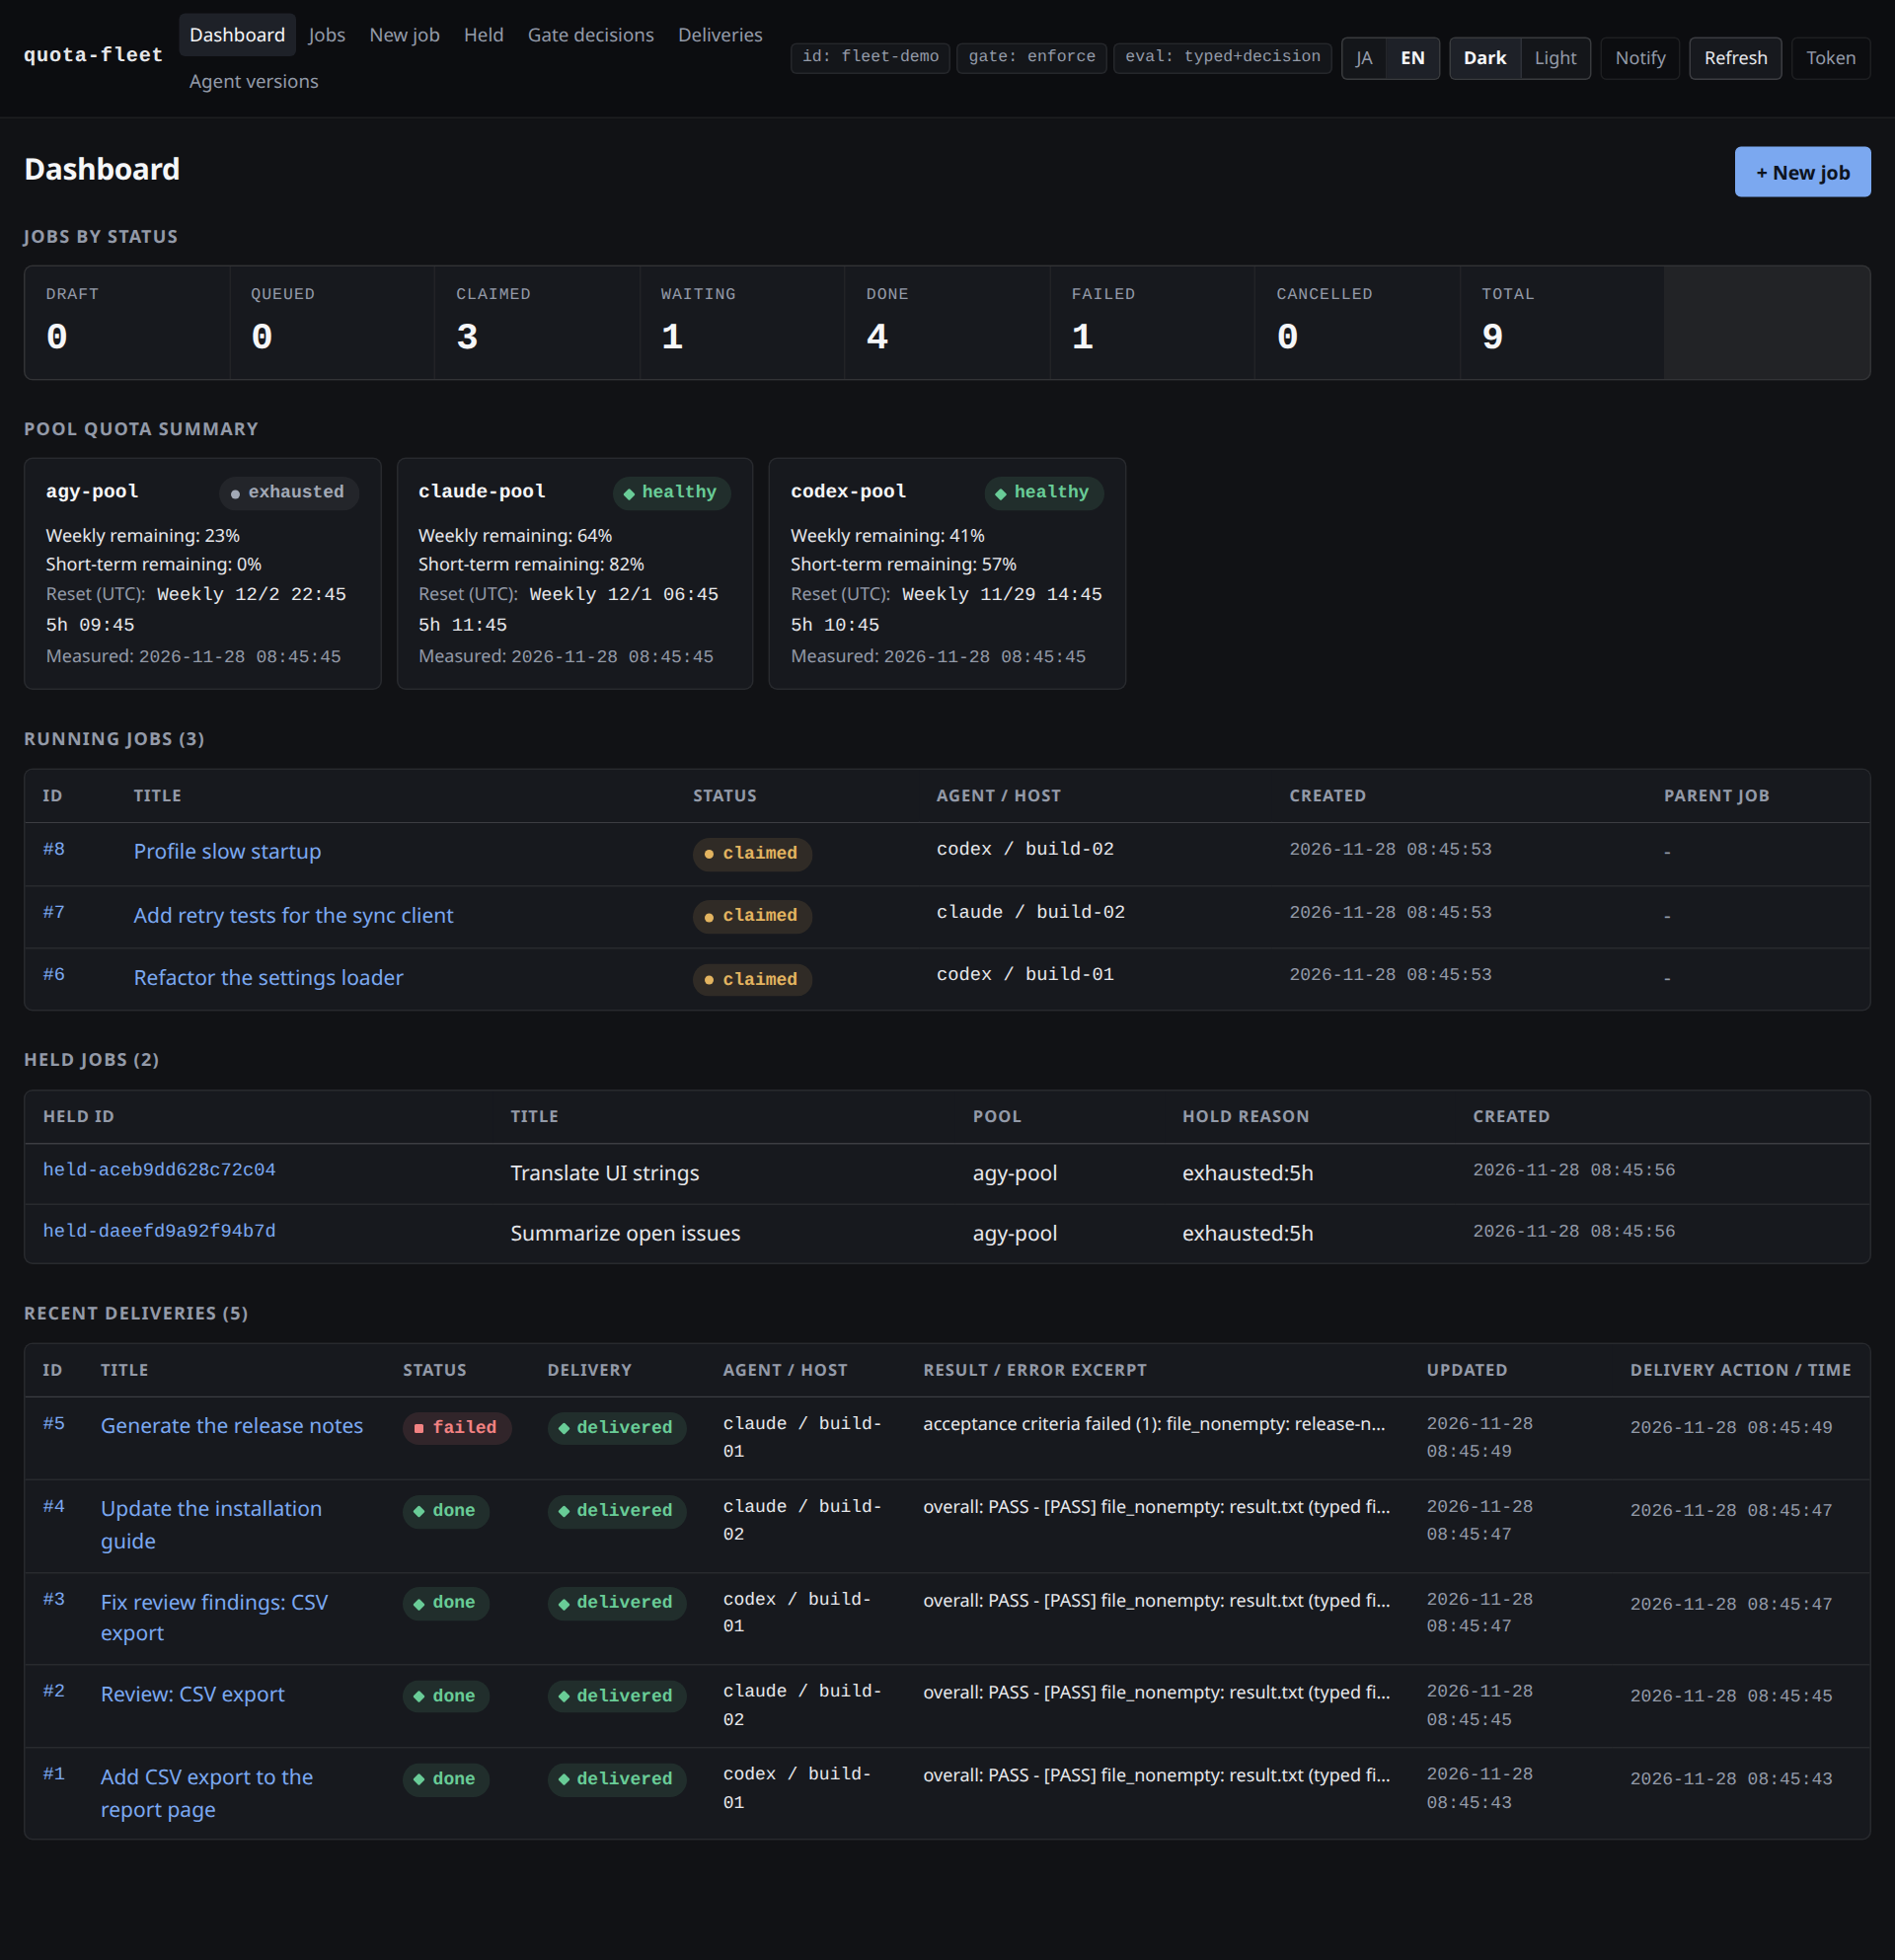 quota-fleet
Dashboard Jobs New job Held Gate decisions Deliveries
Agent versions
id: fleet-demo gate: enforce eval: typed+decision JA EN Dark Light Notify Refresh Token
Dashboard
+ New job
JOBS BY STATUS
DRAFT QUEUED CLAIMED WAITING DONE FAILED CANCELLED TOTAL
0 0 3 1 4 1 0 9
POOL QUOTA SUMMARY
agy-pool exhausted
Weekly remaining: 23%
Short-term remaining: 0%
Reset (UTC): Weekly 12/2 22:45
5h 09:45
Measured: 2026-11-28 08:45:45
claude-pool healthy
Weekly remaining: 64%
Short-term remaining: 82%
Reset (UTC): Weekly 12/1 06:45
5h 11:45
Measured: 2026-11-28 08:45:45
codex-pool healthy
Weekly remaining: 41%
Short-term remaining: 57%
Reset (UTC): Weekly 11/29 14:45
5h 10:45
Measured: 2026-11-28 08:45:45
RUNNING JOBS (3)
ID TITLE STATUS AGENT / HOST CREATED PARENT JOB
#8 Profile slow startup claimed codex / build-02 2026-11-28 08:45:53 -
#7 Add retry tests for the sync client claimed claude / build-02 2026-11-28 08:45:53 -
#6 Refactor the settings loader claimed codex / build-01 2026-11-28 08:45:53 -
HELD JOBS (2)
HELD ID TITLE POOL HOLD REASON CREATED
held-aceb9dd628c72c04 Translate UI strings agy-pool exhausted:5h 2026-11-28 08:45:56
held-daeefd9a92f94b7d Summarize open issues agy-pool exhausted:5h 2026-11-28 08:45:56
RECENT DELIVERIES (5)
ID TITLE STATUS DELIVERY AGENT / HOST RESULT / ERROR EXCERPT UPDATED DELIVERY ACTION / TIME
#5 Generate the release notes failed delivered claude / build- acceptance criteria failed (1): file_nonempty: release-n... 2026-11-28 2026-11-28 08:45:49
01 08:45:49
#4 Update the installation done delivered claude / build- overall: PASS - [PASS] file_nonempty: result.txt (typed fi... 2026-11-28 2026-11-28 08:45:47
guide 02 08:45:47
#3 Fix review findings: CSV done delivered codex / build- overall: PASS - [PASS] file_nonempty: result.txt (typed fi... 2026-11-28 2026-11-28 08:45:47
export 01 08:45:47
#2 Review: CSV export done delivered claude / build- overall: PASS - [PASS] file_nonempty: result.txt (typed fi... 2026-11-28 2026-11-28 08:45:45
02 08:45:45
#1 Add CSV export to the done delivered codex / build- overall: PASS - [PASS] file_nonempty: result.txt (typed fi... 2026-11-28 2026-11-28 08:45:43
report page 01 08:45:43